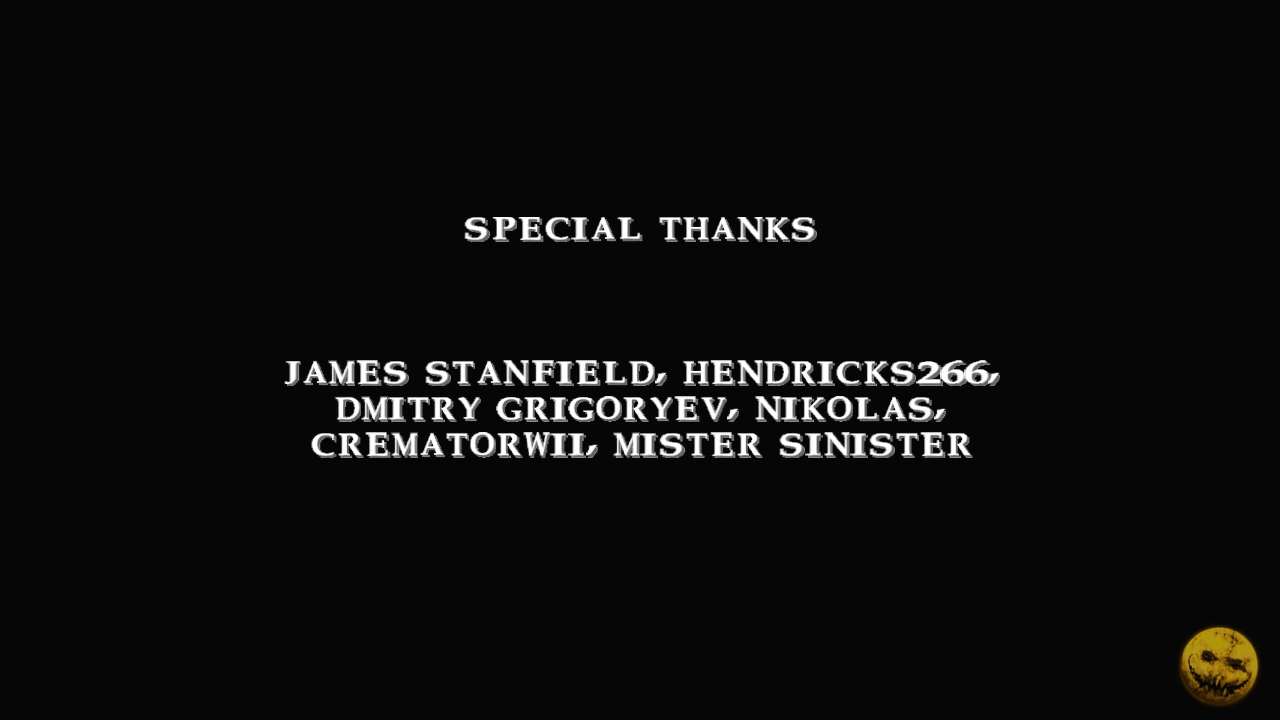 SPECIAL THANKS
JAMES STANFIELD, HENDRICKS266,
DMITRY GRIGORYEV, NIKOLAS,
CREMATORWII, MISTER SINISTER